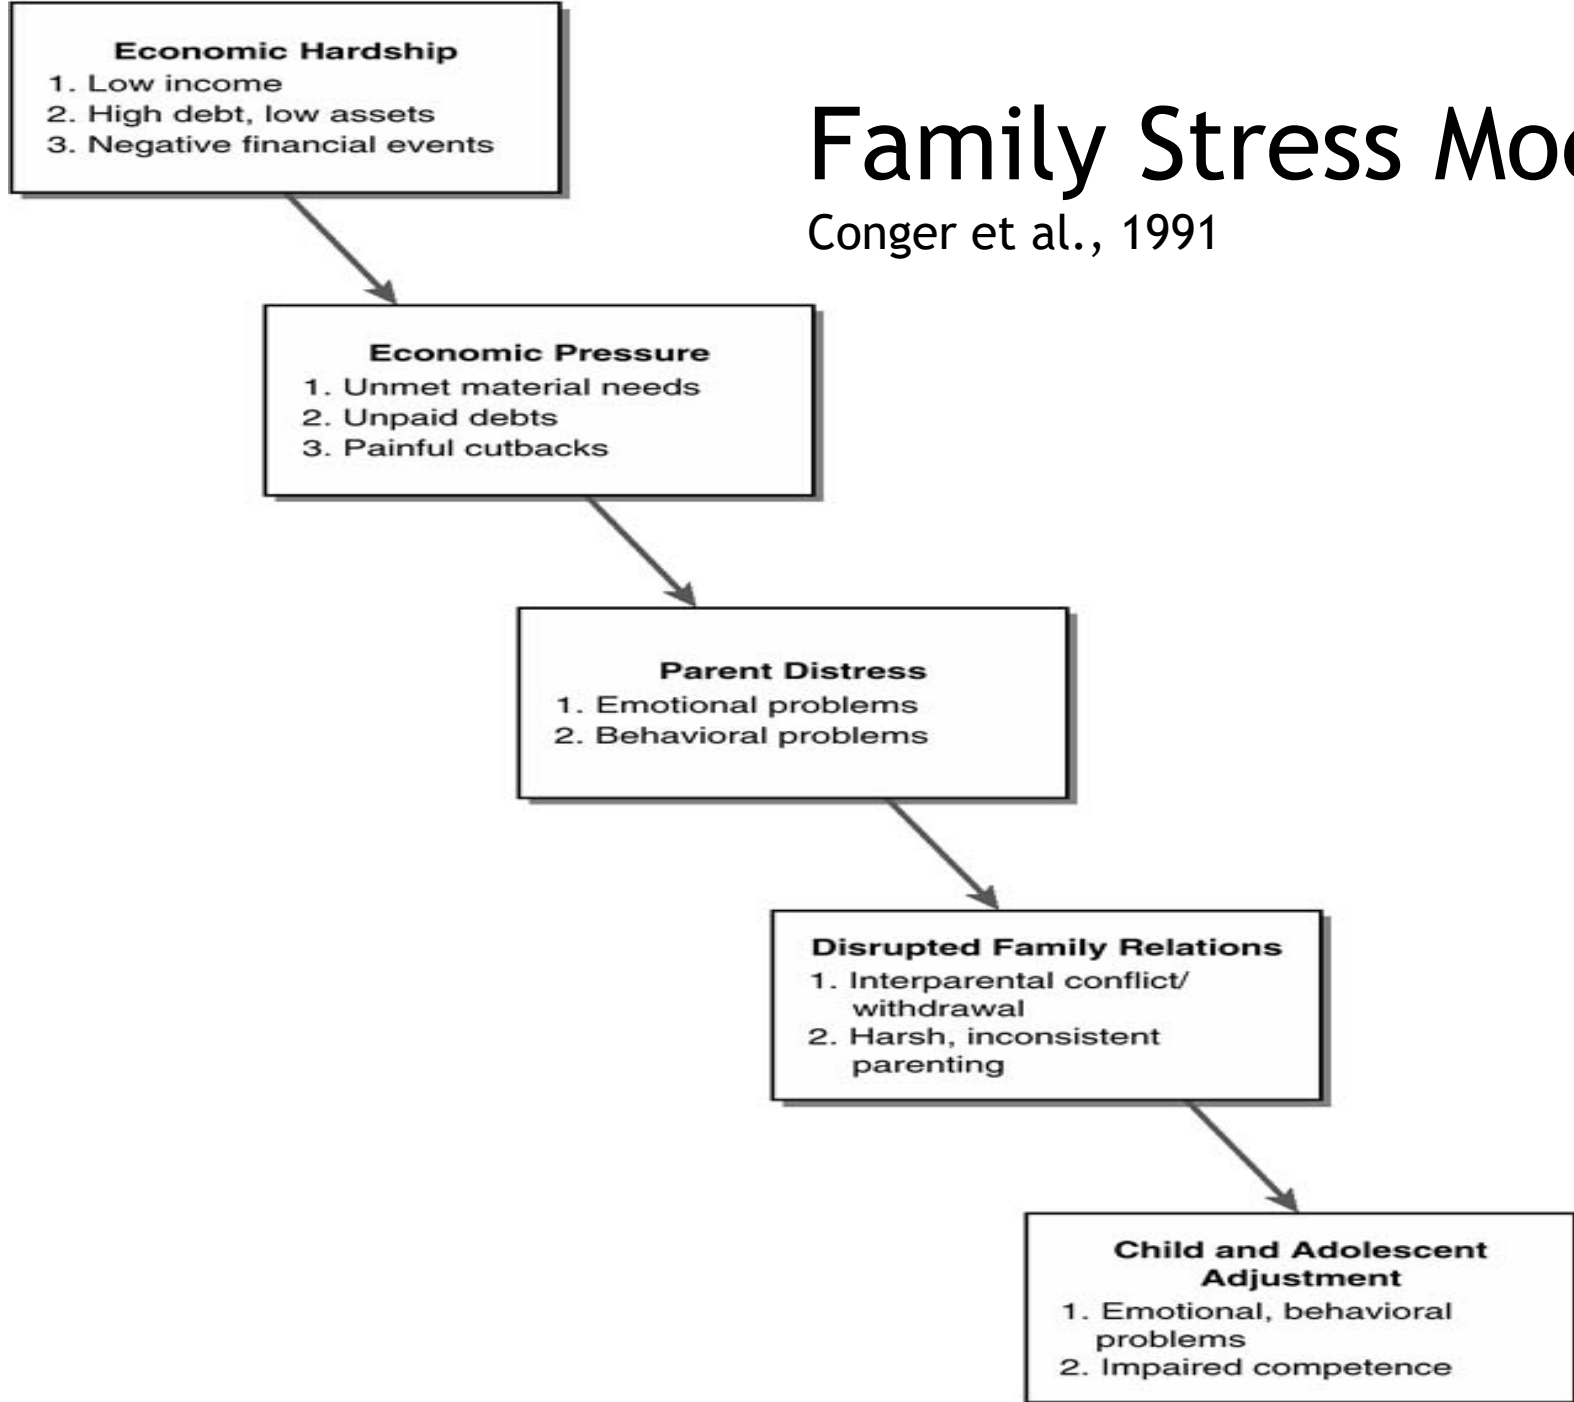 Economic Hardship
1. Low income
2. High debt, low assets
3. Negative financial events
Family Stress
Conger et al., 1991
Economic Pressure
1. Unmet material needs
2. Unpaid debts
3. Painful cutbacks
Parent Distress
1. Emotional problems
2. Behavioral problems
Disrupted Family Relations
1. Interparental conflict/
withdrawal
2. Harsh, inconsistent
parenting
Child and Adolescent
Adjustment
1. Emotional, behavioral
problems
2. Impaired competence